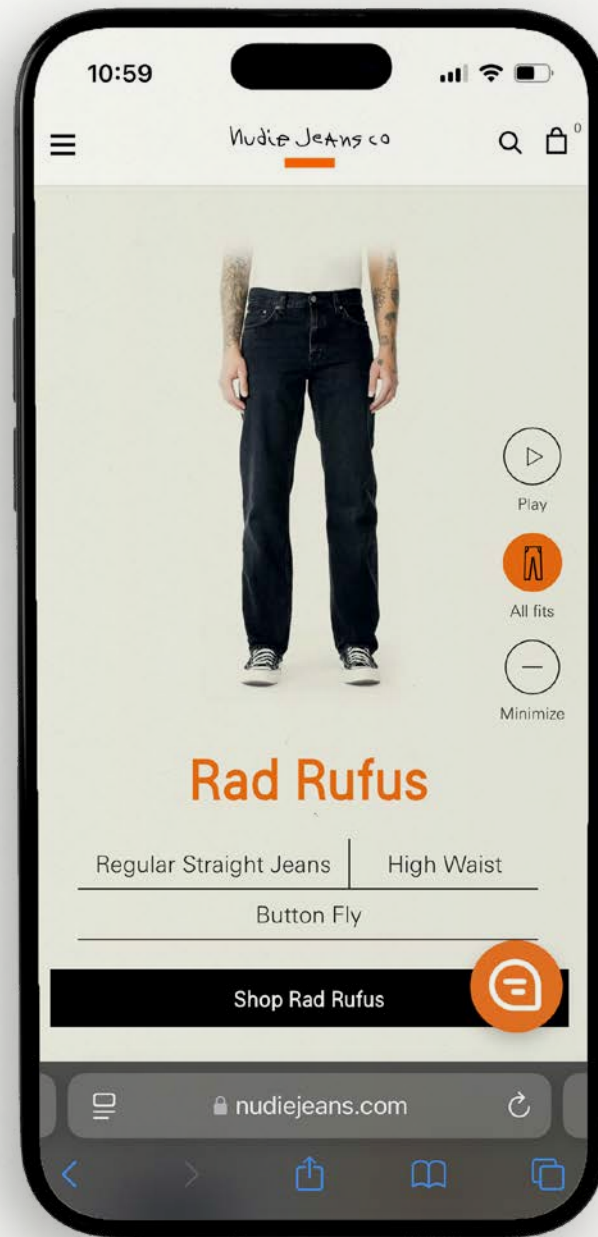 10:59
Nudie Jeans co
0
Play
All fits
Minimize
Rad Rufus
Regular Straight Jeans High Waist
Button Fly
Shop Rad Rufus
nudiejeans.com